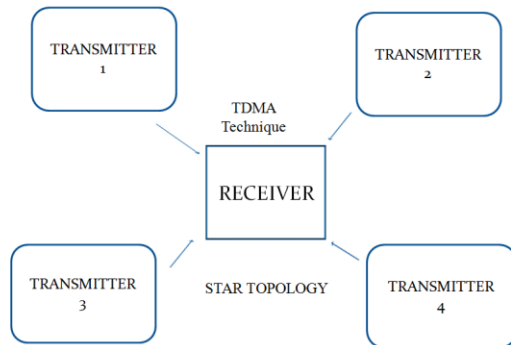 TRANSMITTER
1
TRANSMITTER
2
TDMA
Technique
RECEIVER
TRANSMITTER
3
STAR TOPOLOGY
TRANSMITTER
4